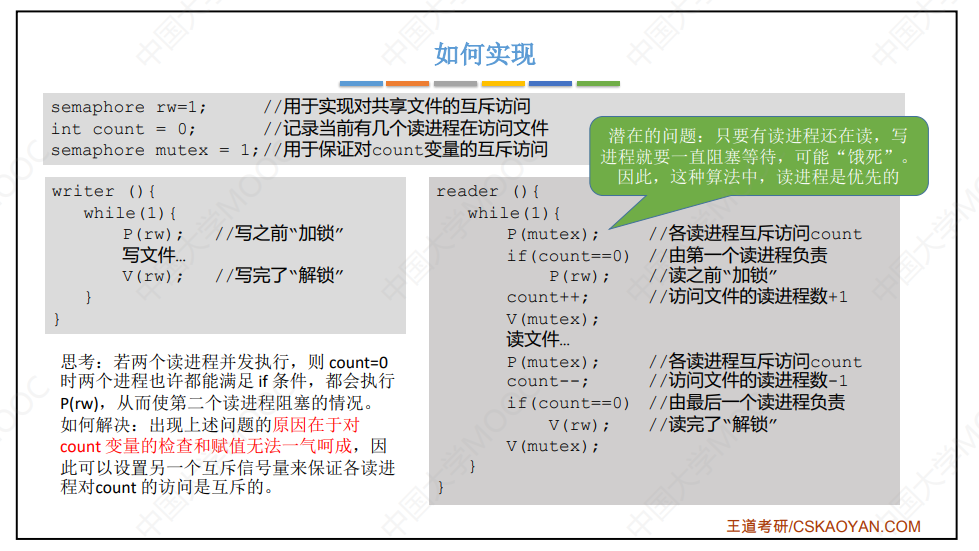 如何实现
semaphore rw=1; //用于实现对共享文件的互斥访问
int count = 0; //记录当前有几个读进程在访问文件
semaphore mutex = 1;//用于保证对count变量的互斥访问
潜在的问题：只要有读进程还在读，写
进程就要一直阻塞等待，可能“饿死”。
因此，这种算法中，读进程是优先的
writer (){
while(1){
P(rw); //写之前“加锁”
写文件…
V(rw); //写完了“解锁”
}
}
思考：若两个读进程并发执行，则 count=0
时两个进程也许都能满足 if 条件，都会执行
P(rw)，从而使第二个读进程阻塞的情况。
如何解决：出现上述问题的原因在于对
count 变量的检查和赋值无法一气呵成，因
此可以设置另一个互斥信号量来保证各读进
程对count 的访问是互斥的。
reader (){
while(1){
P(mutex); //各读进程互斥访问count
if(count==0) //由第一个读进程负责
P(rw); //读之前“加锁”
count++; //访问文件的读进程数+1
V(mutex);
读文件…
P(mutex); //各读进程互斥访问count
count--; //访问文件的读进程数-1
if(count==0) //由最后一个读进程负责
V(rw); //读完了“解锁”
V(mutex);
}
}
王道考研/CSKAOYAN.COM
中国大学MOOC